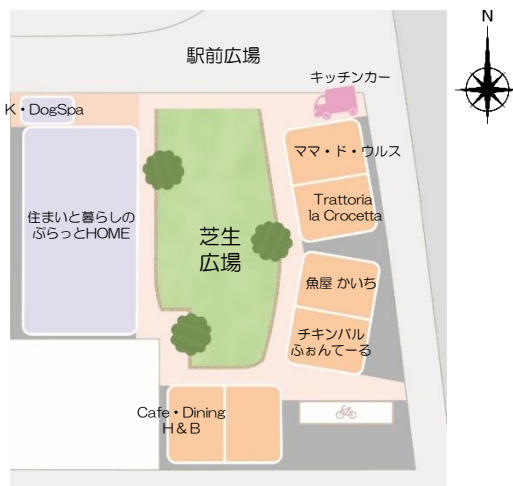 N
駅前広場
キッチンカー
K・DogSpa
ママ・ド・ウルス
Trattoria
la Crocetta
住まいと暮らしの
ぷらっとHOME
芝生
広場
魚屋 かいち
チキンバル
ふぉんてーる
Cafe・Dining
H&B